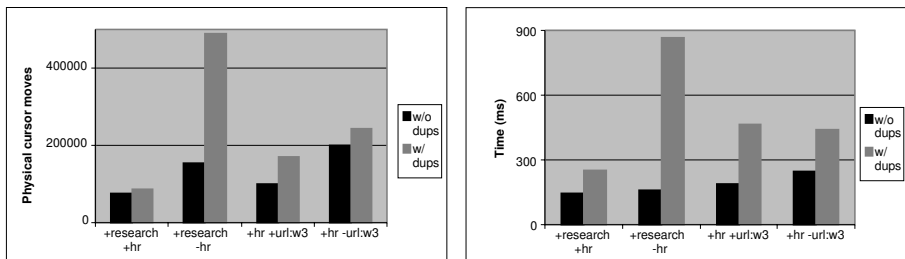 Physical cursor moves
400000
200000
0
+research
+hr
+research
-hr
+hr +url:w3
+hr -url:w3
w/o
dups
w/
dups
Time (ms)
900
600
300
0
+research
+hr
+research
-hr
+hr +url:w3
+hr -url:w3
w/o
dups
w/
dups